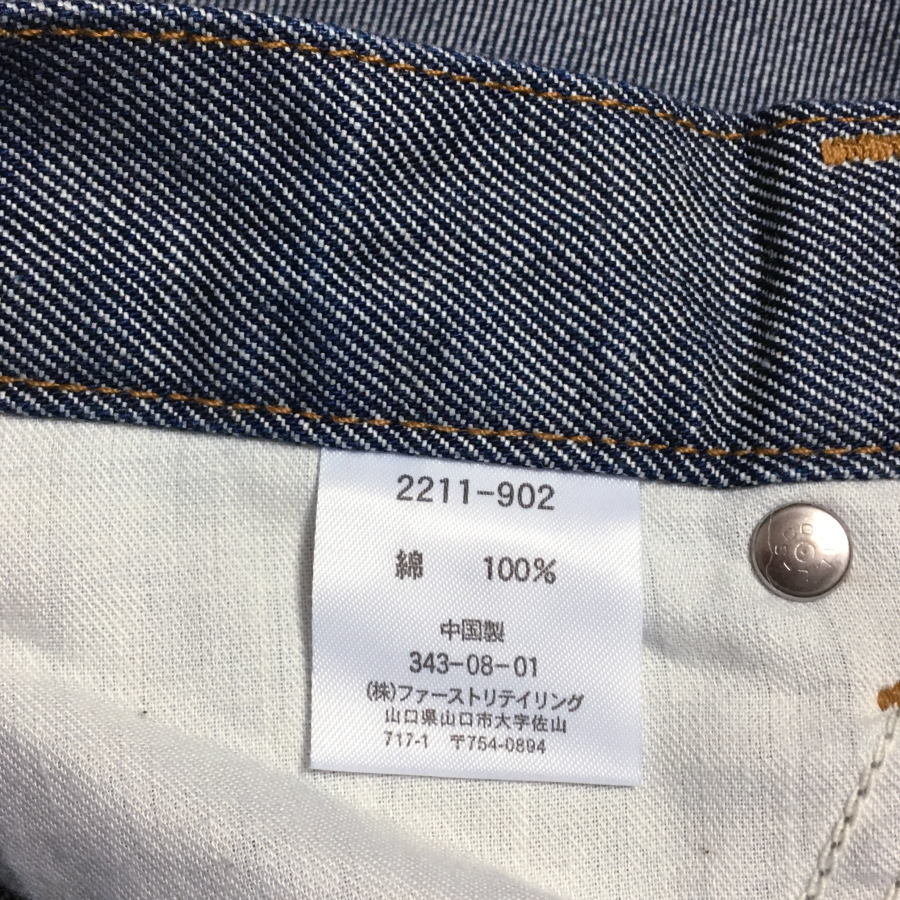 2211-902
綿 100%
中国製
343-08-01
(株)ファーストリテイリング
山口県山口市大字佐山
717-1 〒754-0894